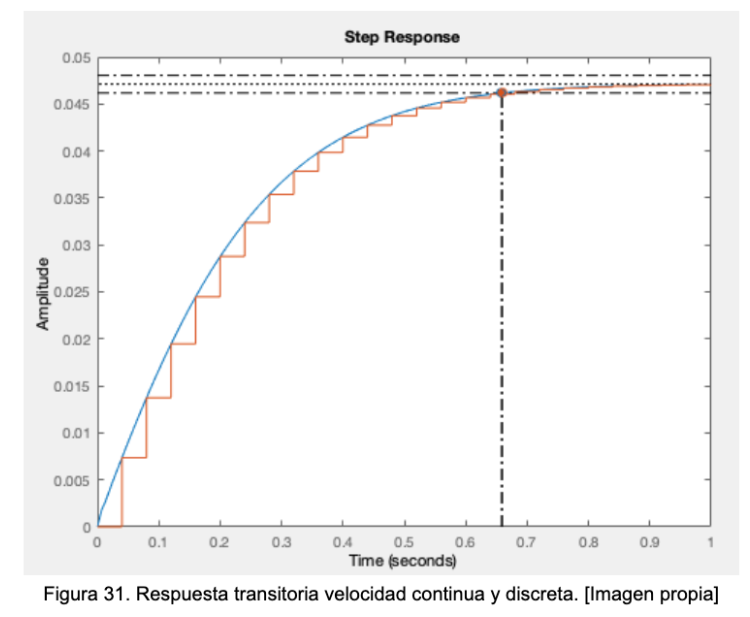 Step Response
0.05
0.045
0.04
0.035
0.03
0.025
0.02
0.015
0.01
0.005
0
Amplitude
0 0.1 0.2 0.3 0.4 0.5 0.6 0.7 0.8 0.9 1
Time (seconds)
Figura 31. Respuesta transitoria velocidad continua y discreta. [Imagen propia]